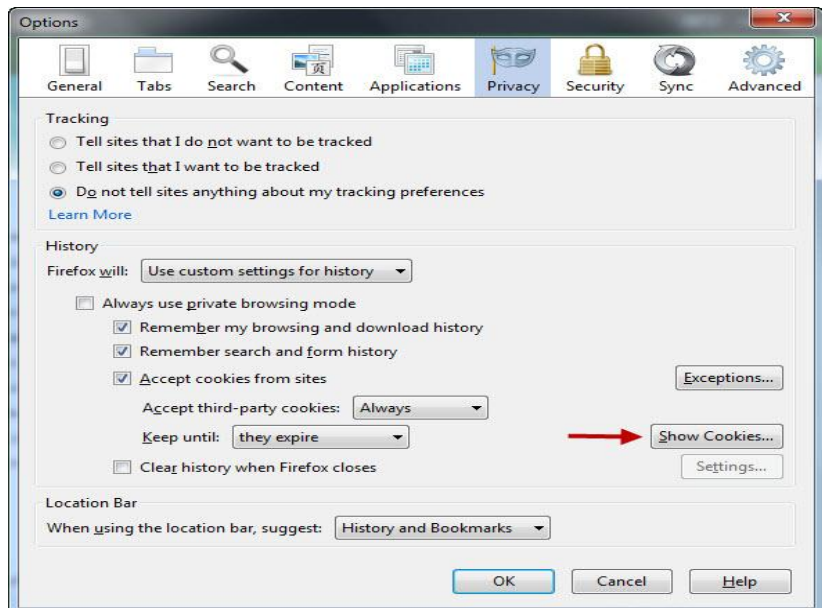 Options
General Tabs Search Content Applications Privacy Security Sync Advanced
Tracking
Tell sites that I do not want to be tracked
Tell sites that I want to be tracked
Do not tell sites anything about my tracking preferences
Learn More
History
Firefox will: Use custom settings for history
Always use private browsing mode
Remember my browsing and download history
Remember search and form history
Accept cookies from sites Exceptions...
Accept third-party cookies: Always
Keep until: they expire Show Cookies...
Clear history when Firefox closes Settings...
Location Bar
When using the location bar, suggest: History and Bookmarks
OK Cancel Help